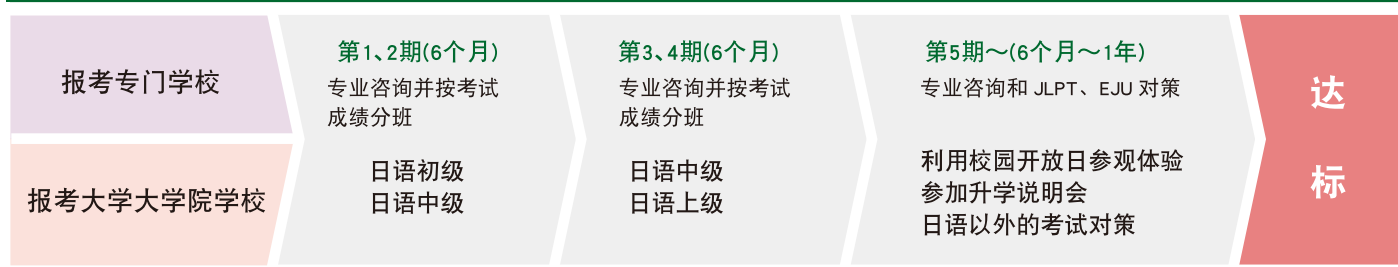 报考专门学校
报考大学大学院学校
第1、2期(6个月)
专业咨询并按考试
成绩分班
日语初级
日语中级
第3、4期(6个月)
专业咨询并按考试
成绩分班
日语中级
日语上级
第5期～(6个月～1年)
专业咨询和 JLPT、EJU 对策
利用校园开放日参观体验
参加升学说明会
日语以外的考试对策
达
标